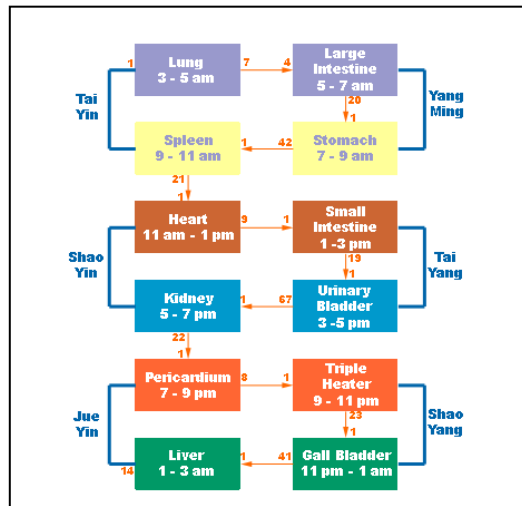 1
Lung
3 - 5 am
7
4
Large
Intestine
5 - 7 am
Tai
Yin
Yang
Ming
20
1
Spleen
9 - 11 am
1
42
Stomach
7 - 9 am
21
1
Heart
11 am - 1 pm
9
1
Small
Intestine
1 -3 pm
Shao
Yin
Tai
Yang
19
1
Kidney
5 - 7 pm
1
67
Urinary
Bladder
3 -5 pm
22
1
Pericardium
7 - 9 pm
8
1
Triple
Heater
9 - 11 pm
Jue
Yin
Shao
Yang
23
1
Liver
1 - 3 am
14
1
41
Gall Bladder
11 pm - 1 am